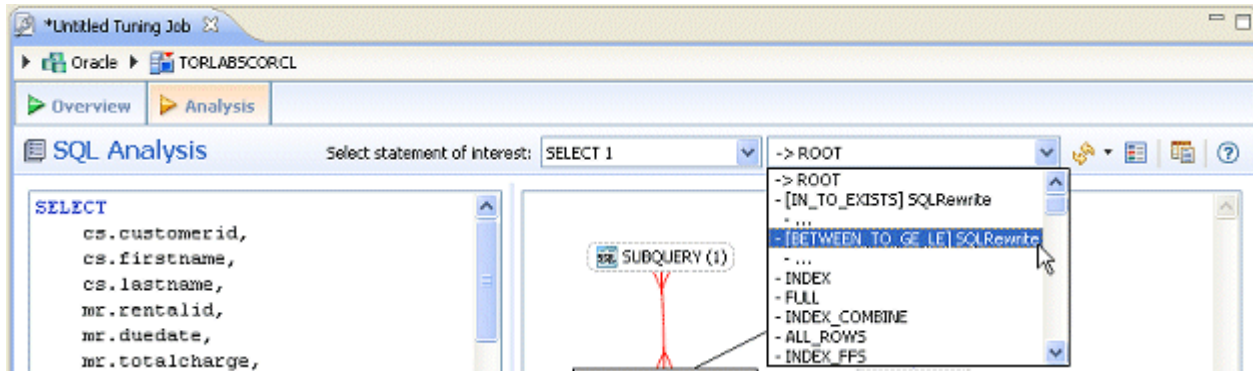 *Untitled Tuning Job
Oracle TORLABSCORCL
Overview Analysis
SQL Analysis Select statement of interest: SELECT 1 -> ROOT
-> ROOT
- [IN_TO_EXISTS] SQLRewrite
- ...
- [BETWEEN_TO_GE_LE] SQLRewrite
- ...
- INDEX
- FULL
- INDEX_COMBINE
- ALL_ROWS
- INDEX_FFS
SELECT
cs.customerid,
cs.firstname,
cs.lastname,
mr.rentalid,
mr.duedate,
mr.totalcharge,
SUBQUERY (1)